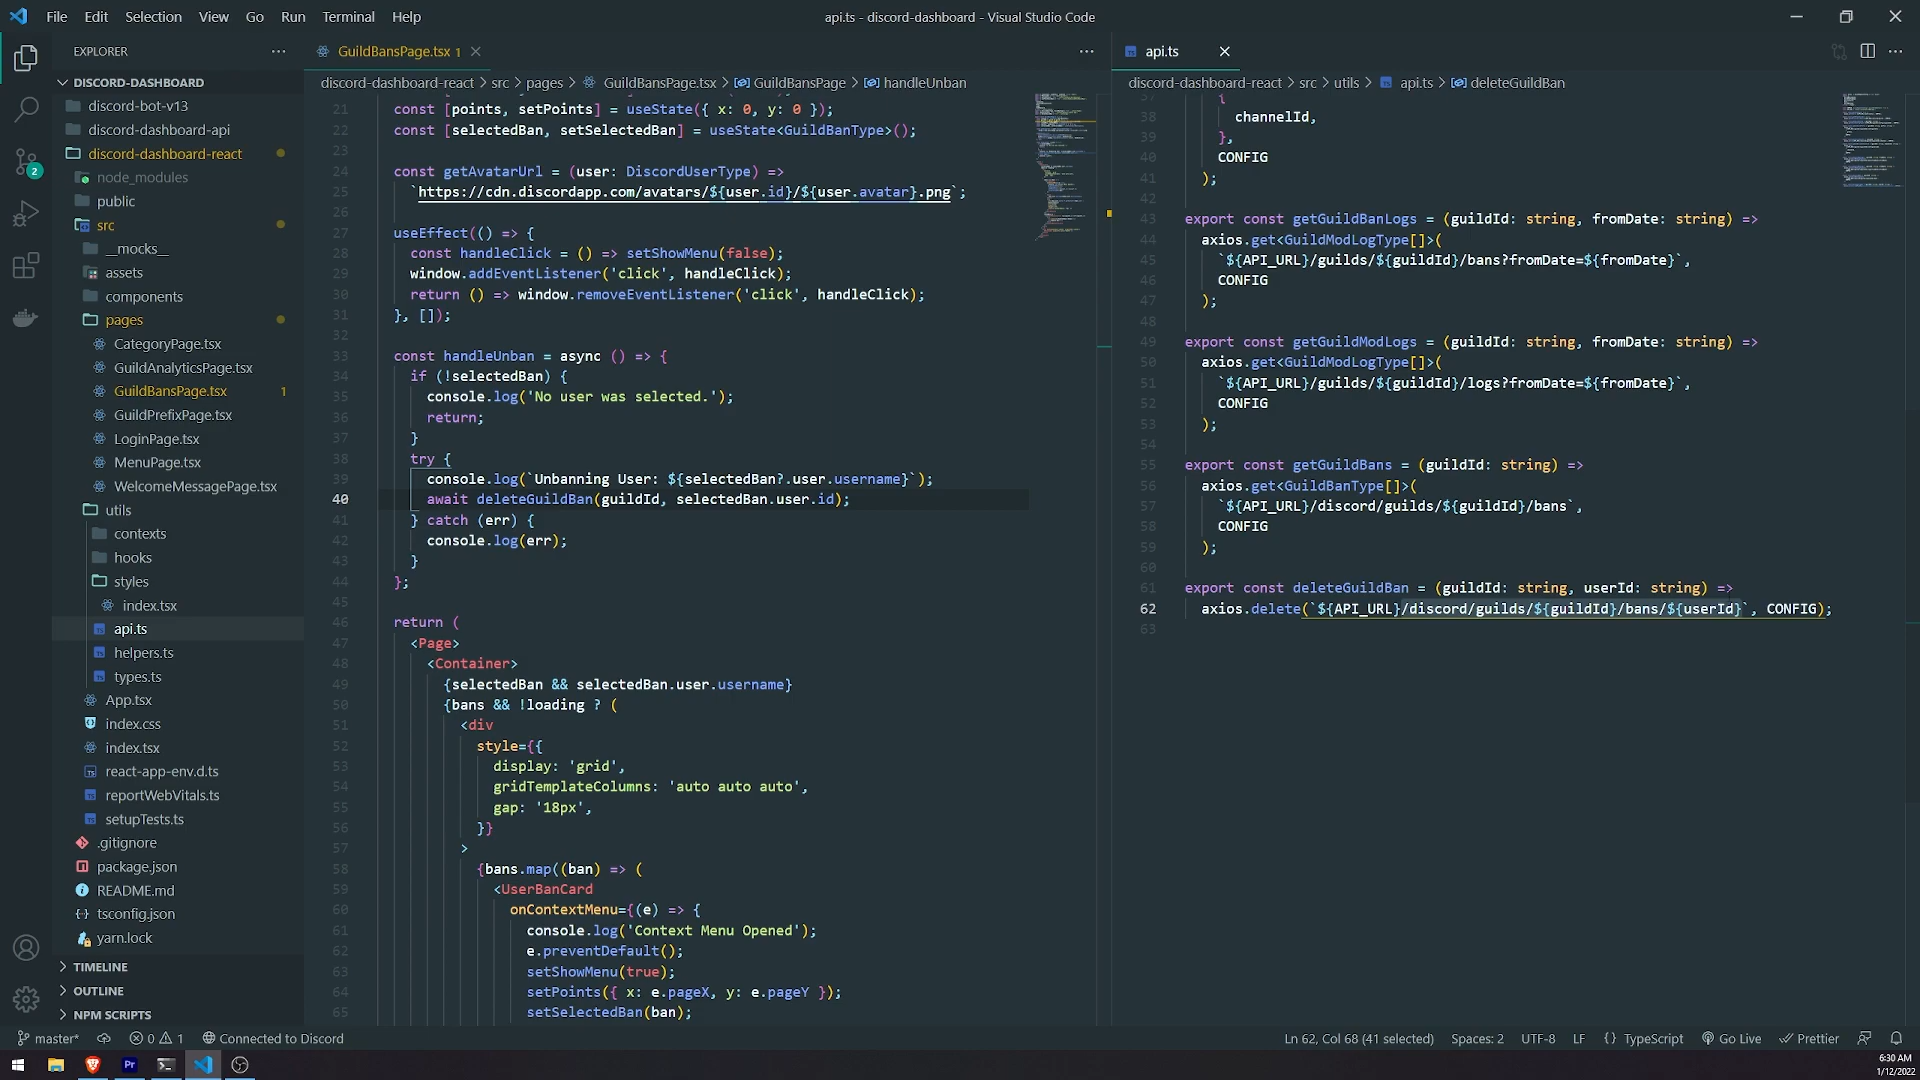 File Edit Selection View Go Run Terminal Help
api.ts - discord-dashboard - Visual Studio Code
EXPLORER
DISCORD-DASHBOARD
discord-bot-v13
discord-dashboard-api
discord-dashboard-react
node_modules
public
src
__mocks__
assets
components
pages
CategoryPage.tsx
GuildAnalyticsPage.tsx
GuildBansPage.tsx 1
GuildPrefixPage.tsx
LoginPage.tsx
MenuPage.tsx
WelcomeMessagePage.tsx
utils
contexts
hooks
styles
index.tsx
api.ts
helpers.ts
types.ts
App.tsx
index.css
index.tsx
react-app-env.d.ts
reportWebVitals.ts
setupTests.ts
.gitignore
package.json
README.md
tsconfig.json
yarn.lock
TIMELINE
OUTLINE
NPM SCRIPTS
2
GuildBansPage.tsx 1
discord-dashboard-react > src > pages > GuildBansPage.tsx > GuildBansPage > handleUnban
21 const [points, setPoints] = useState({ x: 0, y: 0 });
22 const [selectedBan, setSelectedBan] = useState<GuildBanType>();
23
24 const getAvatarUrl = (user: DiscordUserType) =>
25 `https://cdn.discordapp.com/avatars/${user.id}/${user.avatar}.png`;
26
27 useEffect(() => {
28 const handleClick = () => setShowMenu(false);
29 window.addEventListener('click', handleClick);
30 return () => window.removeEventListener('click', handleClick);
31 }, []);
32
33 const handleUnban = async () => {
34 if (!selectedBan) {
35 console.log('No user was selected.');
36 return;
37 }
38 try {
39 console.log(`Unbanning User: ${selectedBan?.user.username}`);
40 await deleteGuildBan(guildId, selectedBan.user.id);
41 } catch (err) {
42 console.log(err);
43 }
44 };
45
46 return (
47 <Page>
48 <Container>
49 {selectedBan && selectedBan.user.username}
50 {bans && !loading ? (
51 <div
52 style={{
53 display: 'grid',
54 gridTemplateColumns: 'auto auto auto',
55 gap: '18px',
56 }}
57 >
58 {bans.map((ban) => (
59 <UserBanCard
60 onContextMenu={(e) => {
61 console.log('Context Menu Opened');
62 e.preventDefault();
63 setShowMenu(true);
64 setPoints({ x: e.pageX, y: e.pageY });
65 setSelectedBan(ban);
api.ts
discord-dashboard-react > src > utils > api.ts > deleteGuildBan
37 {
38 channelId,
39 },
40 CONFIG
41 );
42
43 export const getGuildBanLogs = (guildId: string, fromDate: string) =>
44 axios.get<GuildModLogType[]>(
45 `${API_URL}/guilds/${guildId}/bans?fromDate=${fromDate}`,
46 CONFIG
47 );
48
49 export const getGuildModLogs = (guildId: string, fromDate: string) =>
50 axios.get<GuildModLogType[]>(
51 `${API_URL}/guilds/${guildId}/logs?fromDate=${fromDate}`,
52 CONFIG
53 );
54
55 export const getGuildBans = (guildId: string) =>
56 axios.get<GuildBanType[]>(
57 `${API_URL}/discord/guilds/${guildId}/bans`,
58 CONFIG
59 );
60
61 export const deleteGuildBan = (guildId: string, userId: string) =>
62 axios.delete(`${API_URL}/discord/guilds/${guildId}/bans/${userId}`, CONFIG);
63
master* 0 1 Connected to Discord
Ln 62, Col 68 (41 selected) Spaces: 2 UTF-8 LF {} TypeScript Go Live Prettier
Pr
6:30 AM
1/12/2022